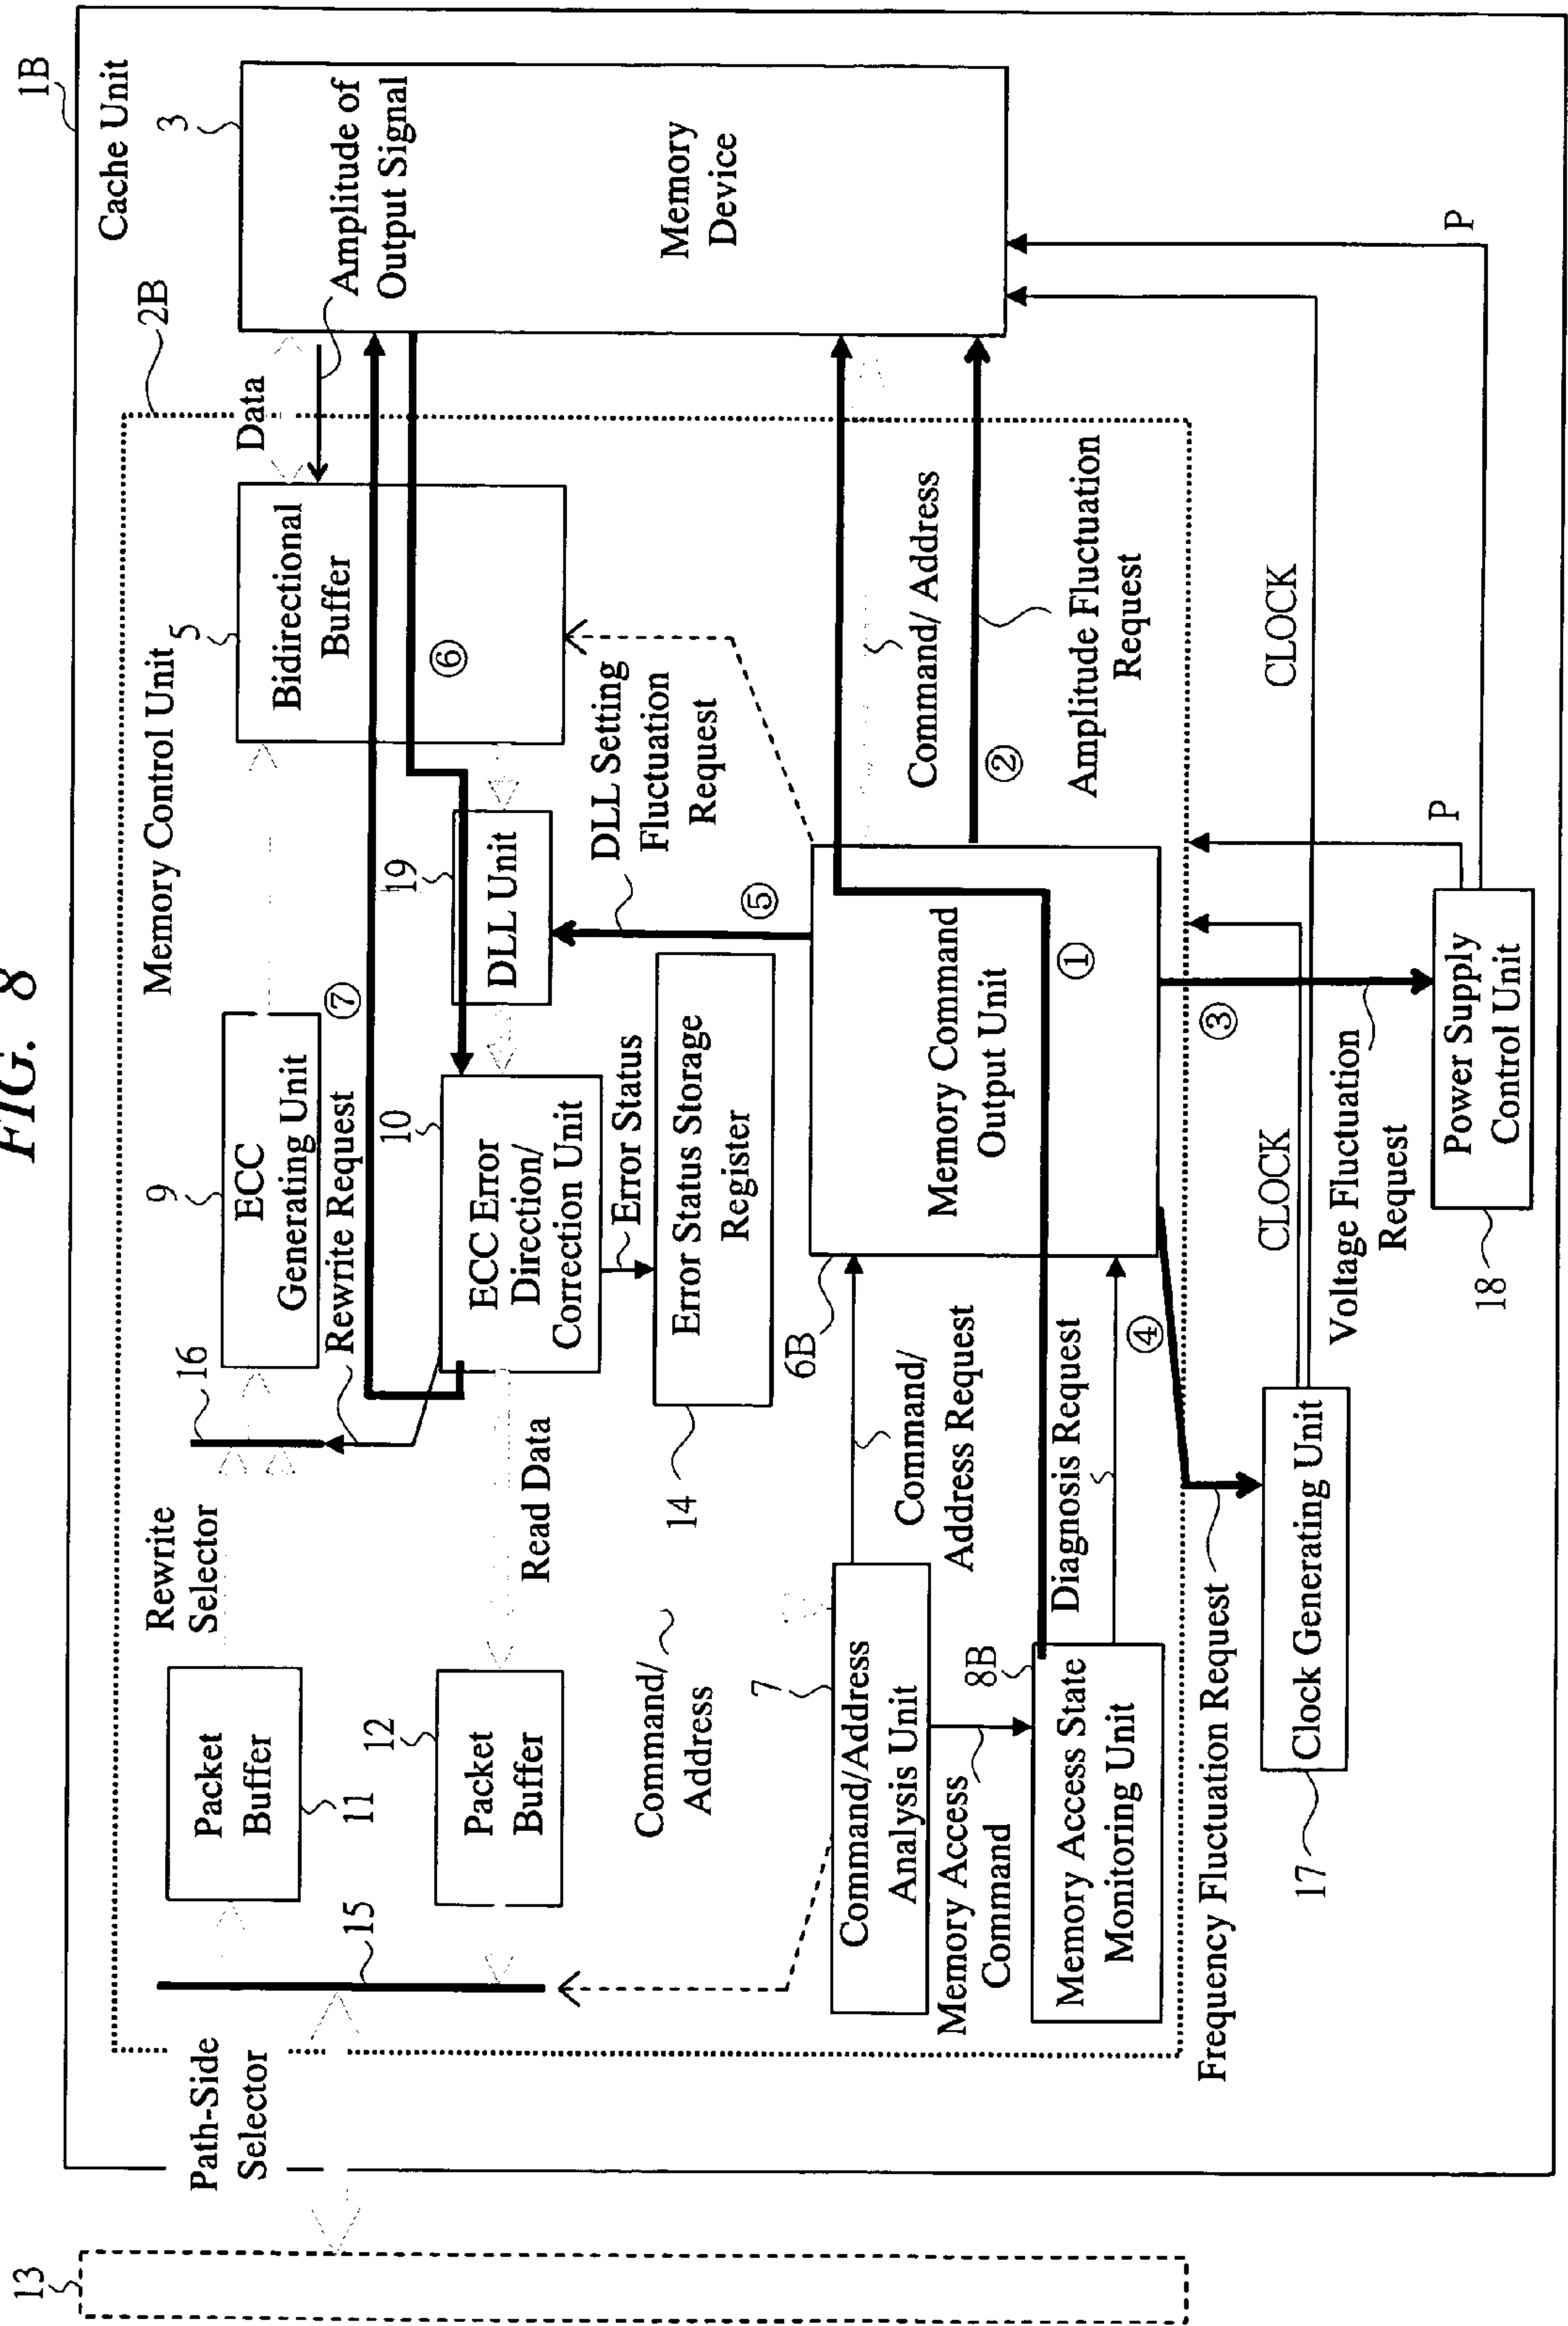 FIG. 8
1B
Cache Unit
2B
Memory Control Unit
3
Amplitude of
Output Signal
Memory
Device
Data
5
Bidirectional
Buffer
⑥
19
DLL Unit
DLL Setting
Fluctuation
Request
⑤
⑦
9
ECC
Generating Unit
Rewrite Request
16
Rewrite
Selector
10
ECC Error
Direction/
Correction Unit
Error Status
Error Status Storage
Register
14
Read Data
Packet
Buffer
11
12
Packet
Buffer
15
Path-Side
Selector
13
Command/
Address
7
Command/Address
Analysis Unit
Command/
Address Request
Memory Access
Command
8B
Memory Access State
Monitoring Unit
Diagnosis Request
6B
Memory Command
Output Unit
①
Command/ Address
②
Amplitude Fluctuation
Request
③
Voltage Fluctuation
Request
④
Frequency Fluctuation Request
Clock Generating Unit
17
CLOCK
CLOCK
Power Supply
Control Unit
18
P
P